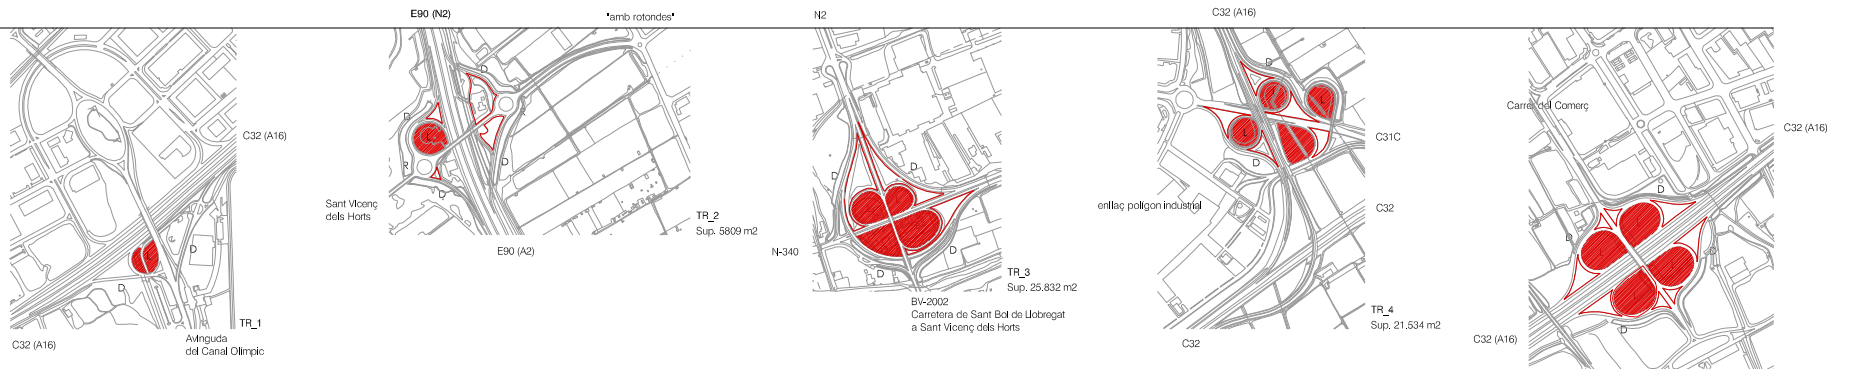 E90 (N2)
"amb rotondes"
N2
C32 (A16)
C32 (A16)
TR_1
C32 (A16)
Avinguda
del Canal Olímpic
D
D
L
Sant Vicenç
dels Horts
E90 (A2)
TR_2
Sup. 5809 m2
D
D
R
R
D
D
L
N-340
BV-2002
Carretera de Sant Boi de Llobregat
a Sant Vicenç dels Horts
TR_3
Sup. 25.832 m2
D
D
D
D
enllaç polígon industrial
C31C
C32
C32
TR_4
Sup. 21.534 m2
D
D
L
L
Carrer del Comerç
C32 (A16)
C32 (A16)
D
D
D
D